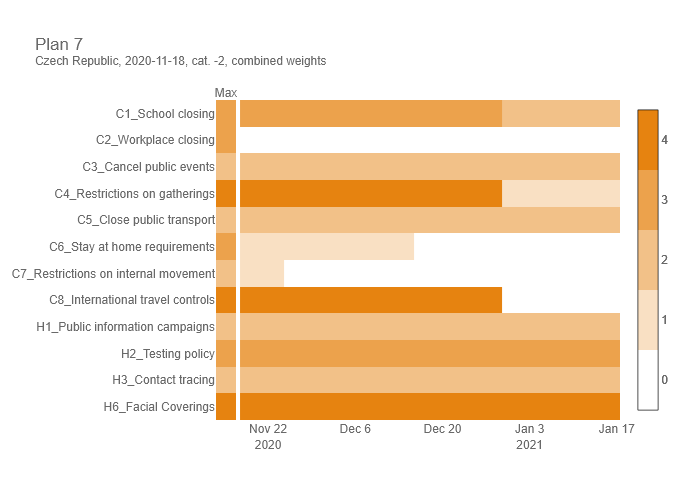 Plan 7
Czech Republic, 2020-11-18, cat. -2, combined weights
Max
C1_School closing
C2_Workplace closing
C3_Cancel public events
C4_Restrictions on gatherings
C5_Close public transport
C6_Stay at home requirements
C7_Restrictions on internal movement
C8_International travel controls
H1_Public information campaigns
H2_Testing policy
H3_Contact tracing
H6_Facial Coverings
4
3
2
1
0
Nov 22 Dec 6 Dec 20 Jan 3 Jan 17
2020 2021